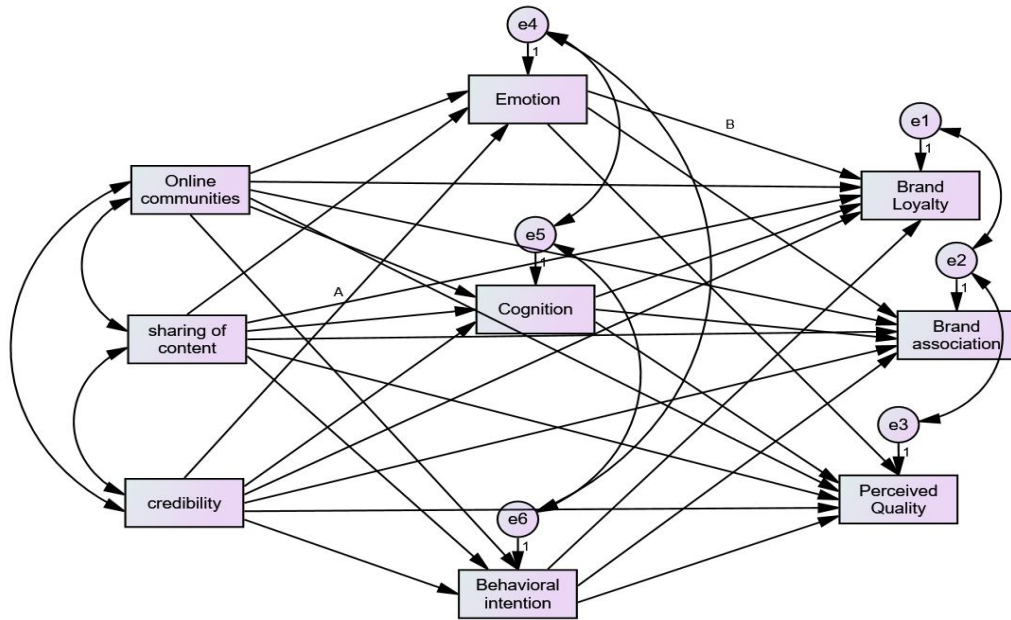 e4
1
Emotion
B
e1
1
Online
communities
Brand
Loyalty
e5
1
e2
1
A
Cognition
sharing of
content
Brand
association
e3
1
credibility
Perceived
Quality
e6
1
Behavioral
intention